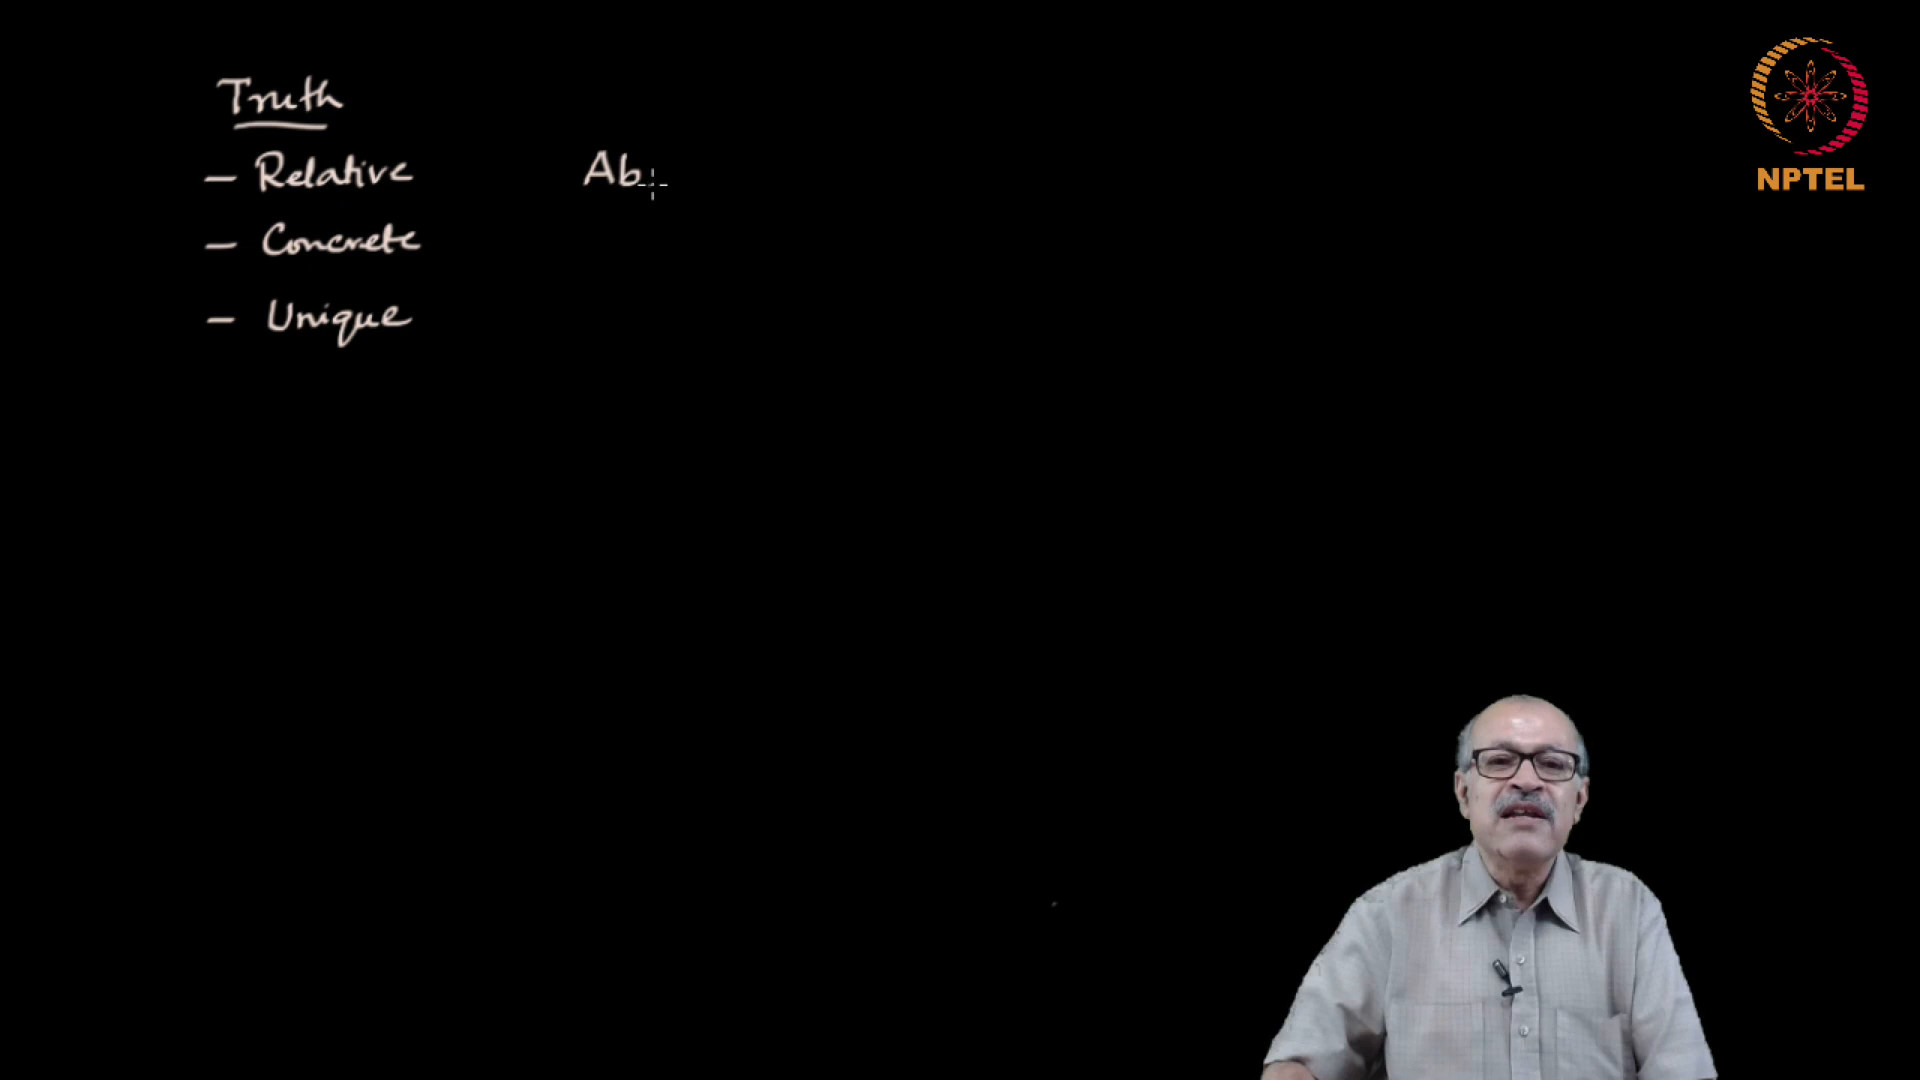 Truth
– Relative Ab
– Concrete
– Unique
NPTEL